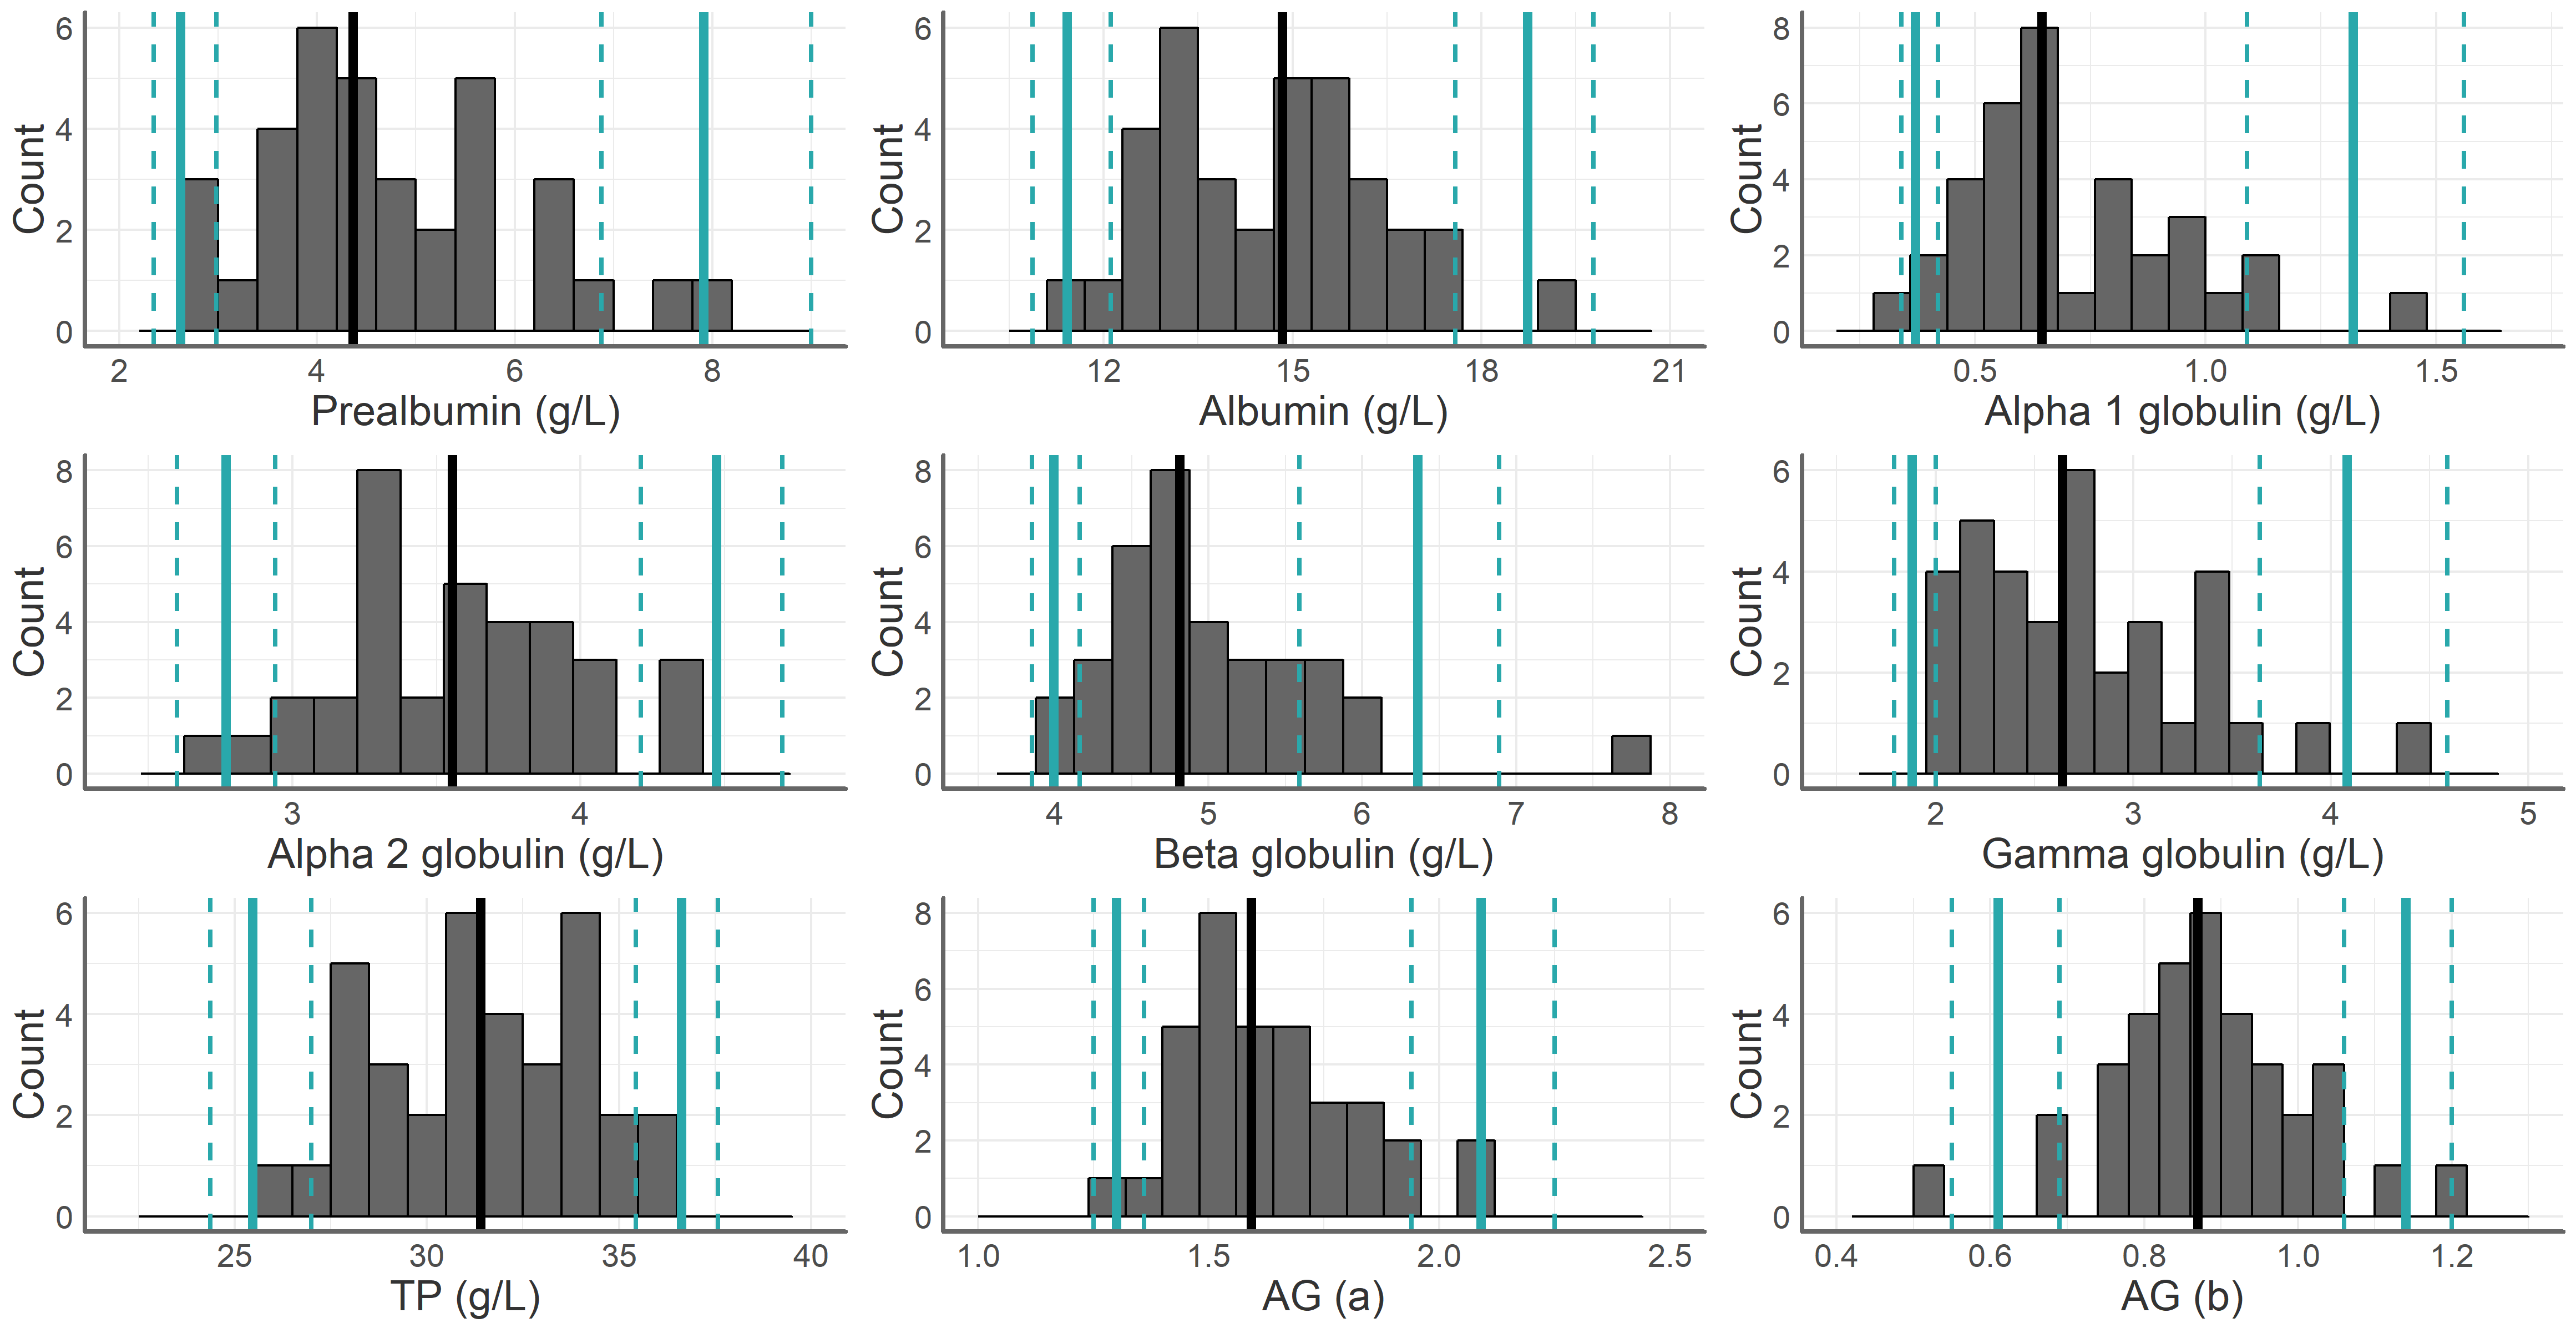 Count
6
4
2
0
2 4 6 8
Prealbumin (g/L)
Count
6
4
2
0
12 15 18 21
Albumin (g/L)
Count
8
6
4
2
0
0.5 1.0 1.5
Alpha 1 globulin (g/L)
Count
8
6
4
2
0
3 4
Alpha 2 globulin (g/L)
Count
8
6
4
2
0
4 5 6 7 8
Beta globulin (g/L)
Count
6
4
2
0
2 3 4 5
Gamma globulin (g/L)
Count
6
4
2
0
25 30 35 40
TP (g/L)
Count
8
6
4
2
0
1.0 1.5 2.0 2.5
AG (a)
Count
6
4
2
0
0.4 0.6 0.8 1.0 1.2
AG (b)